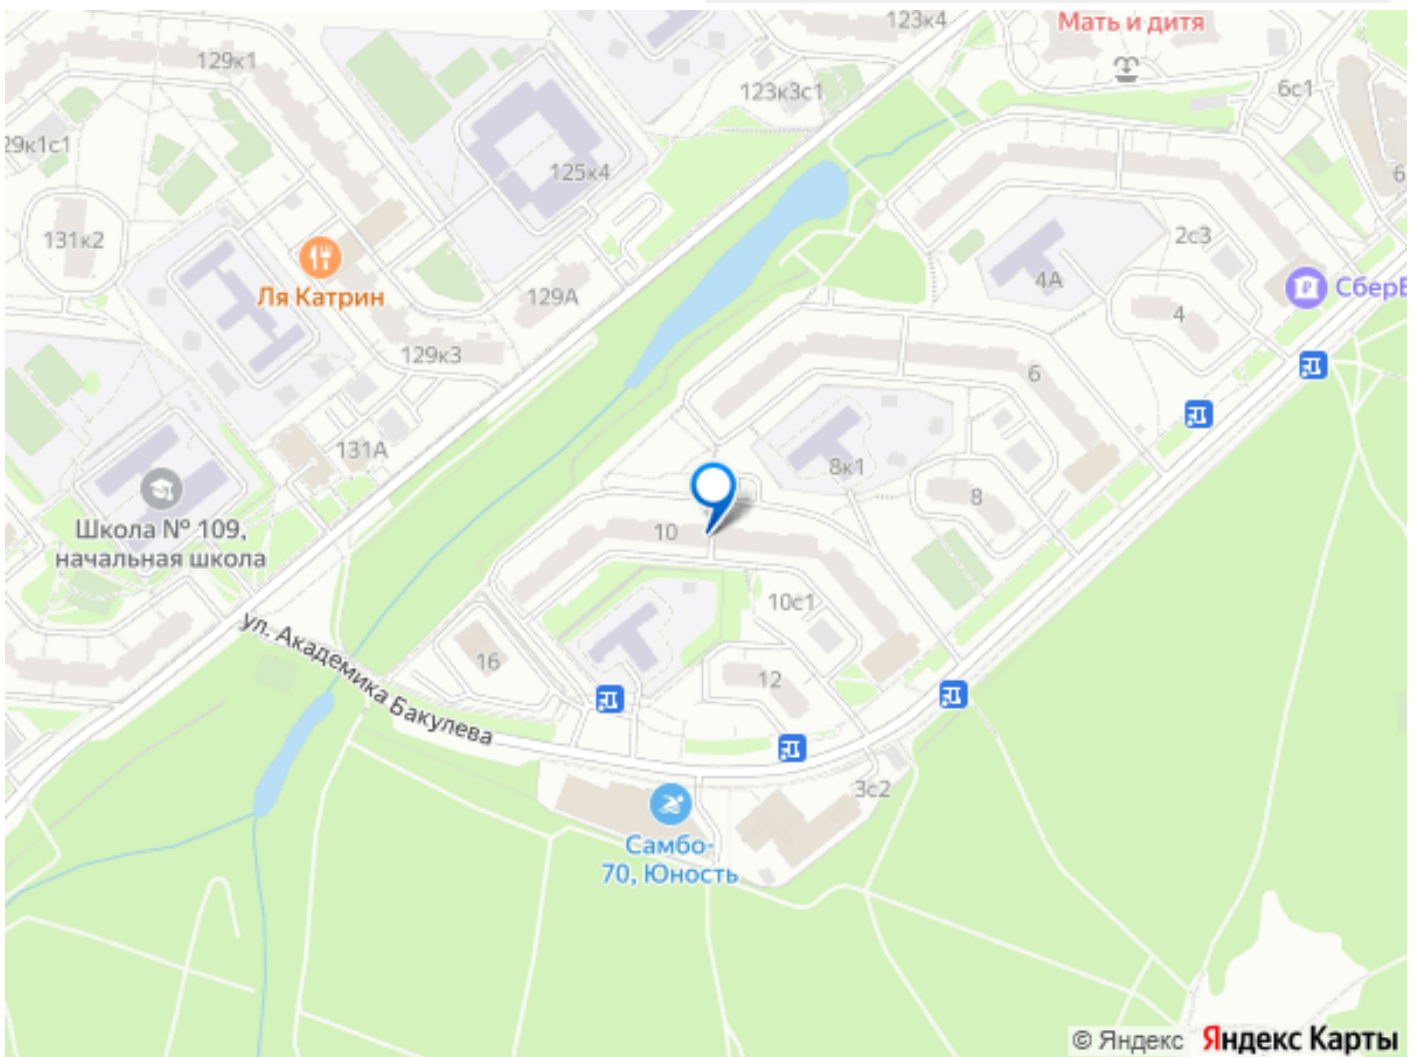 123к4
Мать и дитя
129к1
123к3с1
6с1
29к1с1
125к4
6
131к2
2с3
4А
Ля Катрин
129А
СберБ
4
129к3
6
131А
8к1
8
Школа № 109,
начальная школа
10
10с1
ул. Академика Бакулева
16
12
3с2
Самбо-
70, Юность
© Яндекс Яндекс Карты